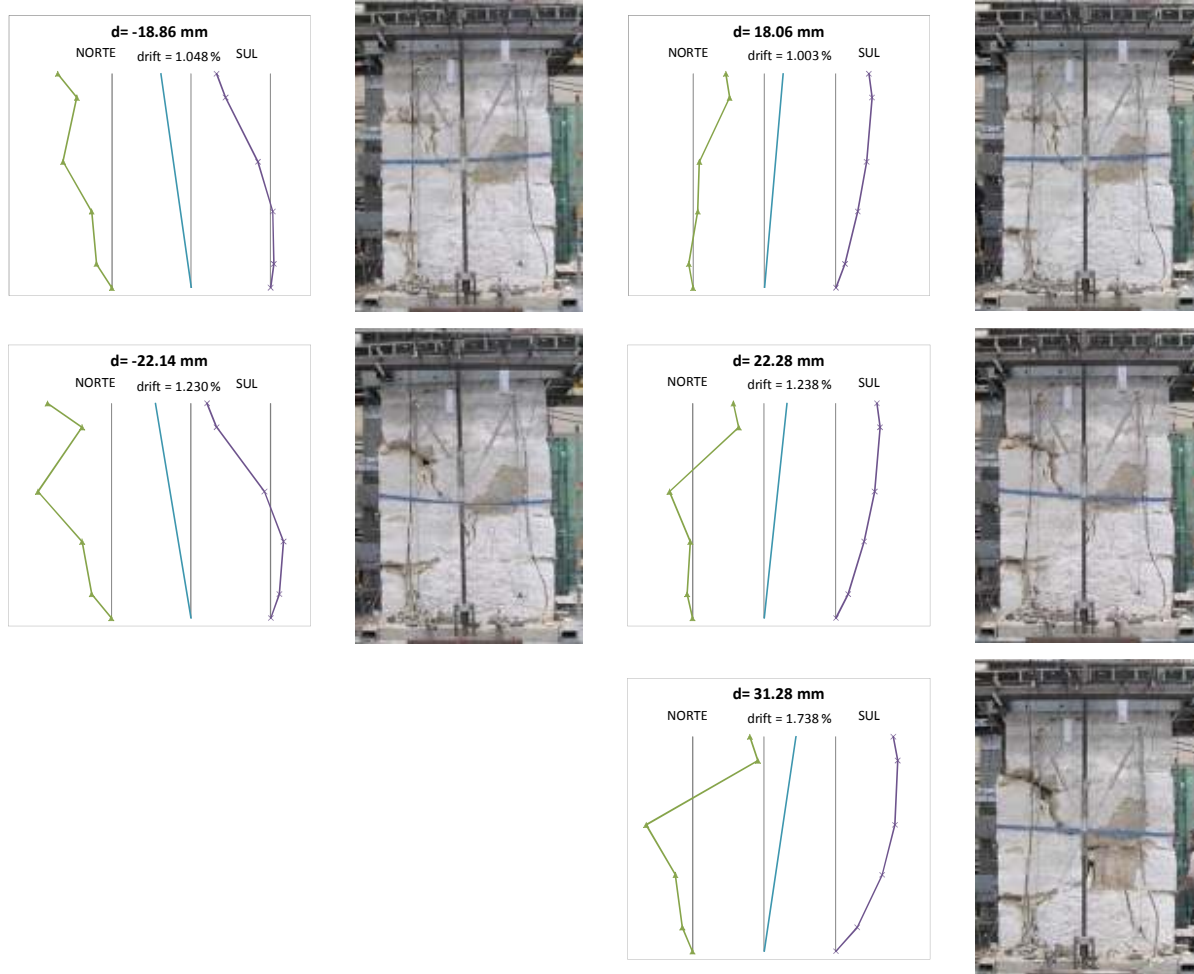 d= -18.86 mm
NORTE drift = 1.048 % SUL
d= 18.06 mm
NORTE drift = 1.003 % SUL
d= -22.14 mm
NORTE drift = 1.230 % SUL
d= 22.28 mm
NORTE drift = 1.238 % SUL
d= 31.28 mm
NORTE drift = 1.738 % SUL